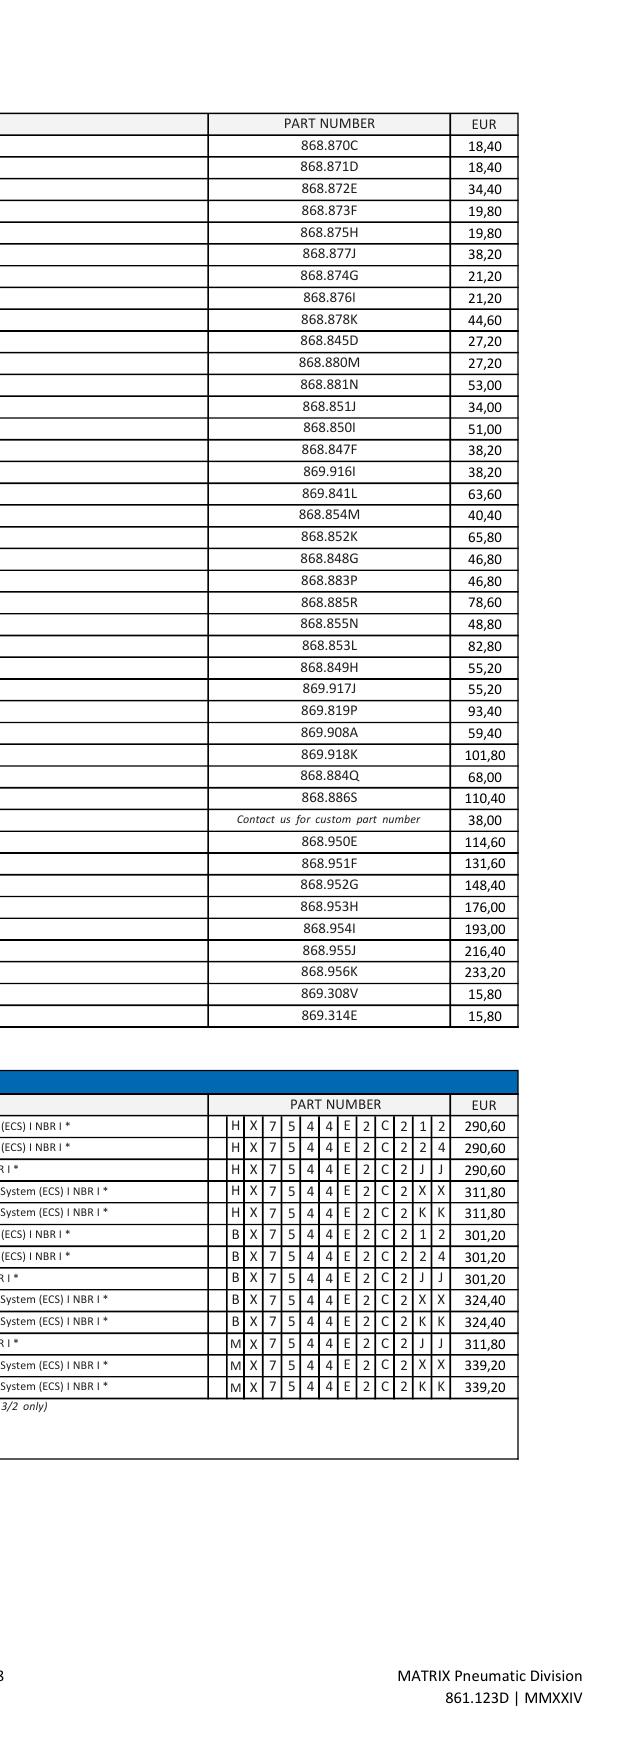 PART NUMBER EUR
868.870C 18,40
868.871D 18,40
868.872E 34,40
868.873F 19,80
868.875H 19,80
868.877J 38,20
868.874G 21,20
868.876I 21,20
868.878K 44,60
868.845D 27,20
868.880M 27,20
868.881N 53,00
868.851J 34,00
868.850I 51,00
868.847F 38,20
869.916I 38,20
869.841L 63,60
868.854M 40,40
868.852K 65,80
868.848G 46,80
868.883P 46,80
868.885R 78,60
868.855N 48,80
868.853L 82,80
868.849H 55,20
869.917J 55,20
869.819P 93,40
869.908A 59,40
869.918K 101,80
868.884Q 68,00
868.886S 110,40
Contact us for custom part number 38,00
868.950E 114,60
868.951F 131,60
868.952G 148,40
868.953H 176,00
868.954I 193,00
868.955J 216,40
868.956K 233,20
869.308V 15,80
869.314E 15,80
PART NUMBER EUR
(ECS) I NBR I * H X 7 5 4 4 E 2 C 2 1 2 290,60
(ECS) I NBR I * H X 7 5 4 4 E 2 C 2 2 4 290,60
R I * H X 7 5 4 4 E 2 C 2 J J 290,60
System (ECS) I NBR I * H X 7 5 4 4 E 2 C 2 X X 311,80
System (ECS) I NBR I * H X 7 5 4 4 E 2 C 2 K K 311,80
(ECS) I NBR I * B X 7 5 4 4 E 2 C 2 1 2 301,20
(ECS) I NBR I * B X 7 5 4 4 E 2 C 2 2 4 301,20
R I * B X 7 5 4 4 E 2 C 2 J J 301,20
System (ECS) I NBR I * B X 7 5 4 4 E 2 C 2 X X 324,40
System (ECS) I NBR I * B X 7 5 4 4 E 2 C 2 K K 324,40
R I * M X 7 5 4 4 E 2 C 2 J J 311,80
System (ECS) I NBR I * M X 7 5 4 4 E 2 C 2 X X 339,20
System (ECS) I NBR I * M X 7 5 4 4 E 2 C 2 K K 339,20
3/2 only)
MATRIX Pneumatic Division
861.123D | MMXXIV